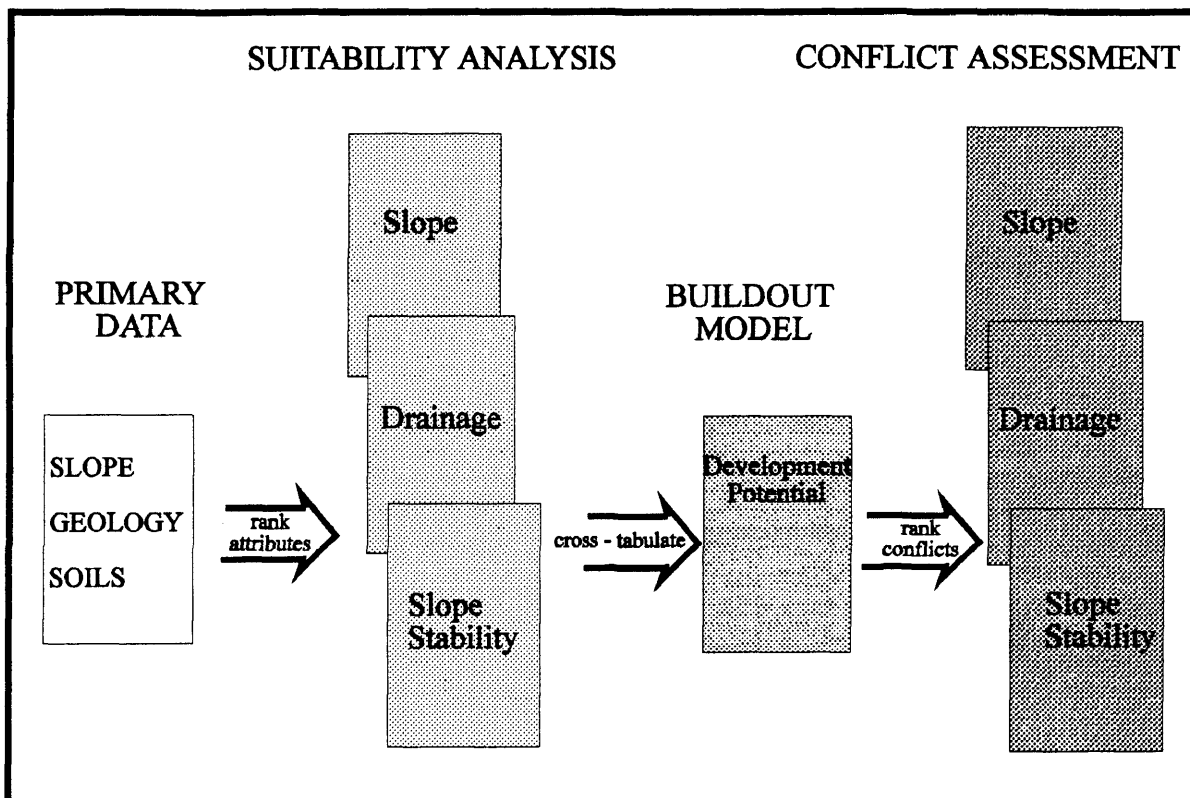 SUITABILITY ANALYSIS
CONFLICT ASSESSMENT
PRIMARY
DATA
SLOPE
GEOLOGY
SOILS
rank
attributes
Slope
Drainage
Slope
Stability
cross - tabulate
BUILDOUT
MODEL
Development
Potential
rank
conflicts
Slope
Drainage
Slope
Stability